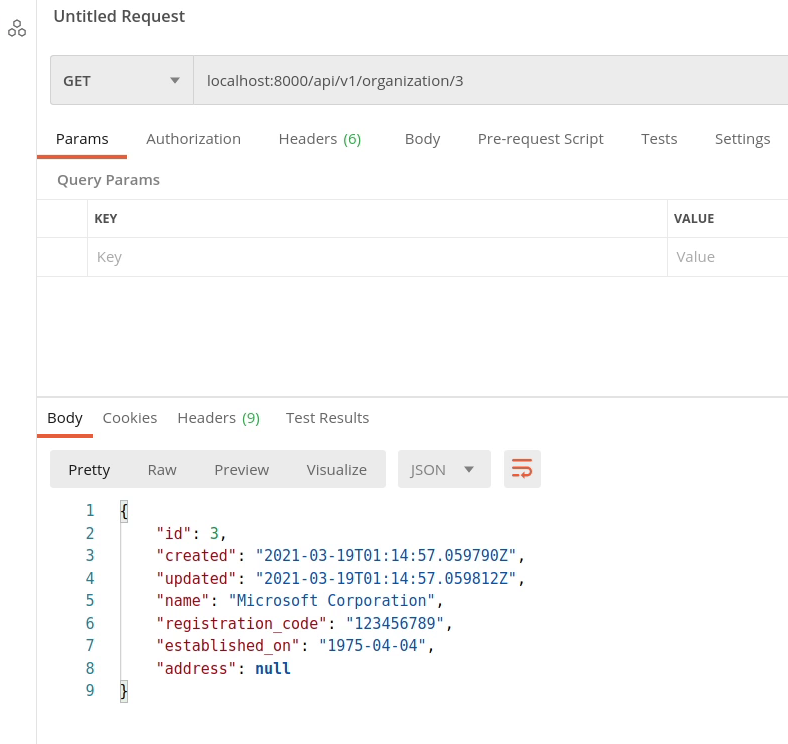 Untitled Request
GET localhost:8000/api/v1/organization/3
Params Authorization Headers (6) Body Pre-request Script Tests Settings
Query Params
KEY VALUE
Key Value
Body Cookies Headers (9) Test Results
Pretty Raw Preview Visualize JSON
1 {
2 "id": 3,
3 "created": "2021-03-19T01:14:57.059790Z",
4 "updated": "2021-03-19T01:14:57.059812Z",
5 "name": "Microsoft Corporation",
6 "registration_code": "123456789",
7 "established_on": "1975-04-04",
8 "address": null
9 }